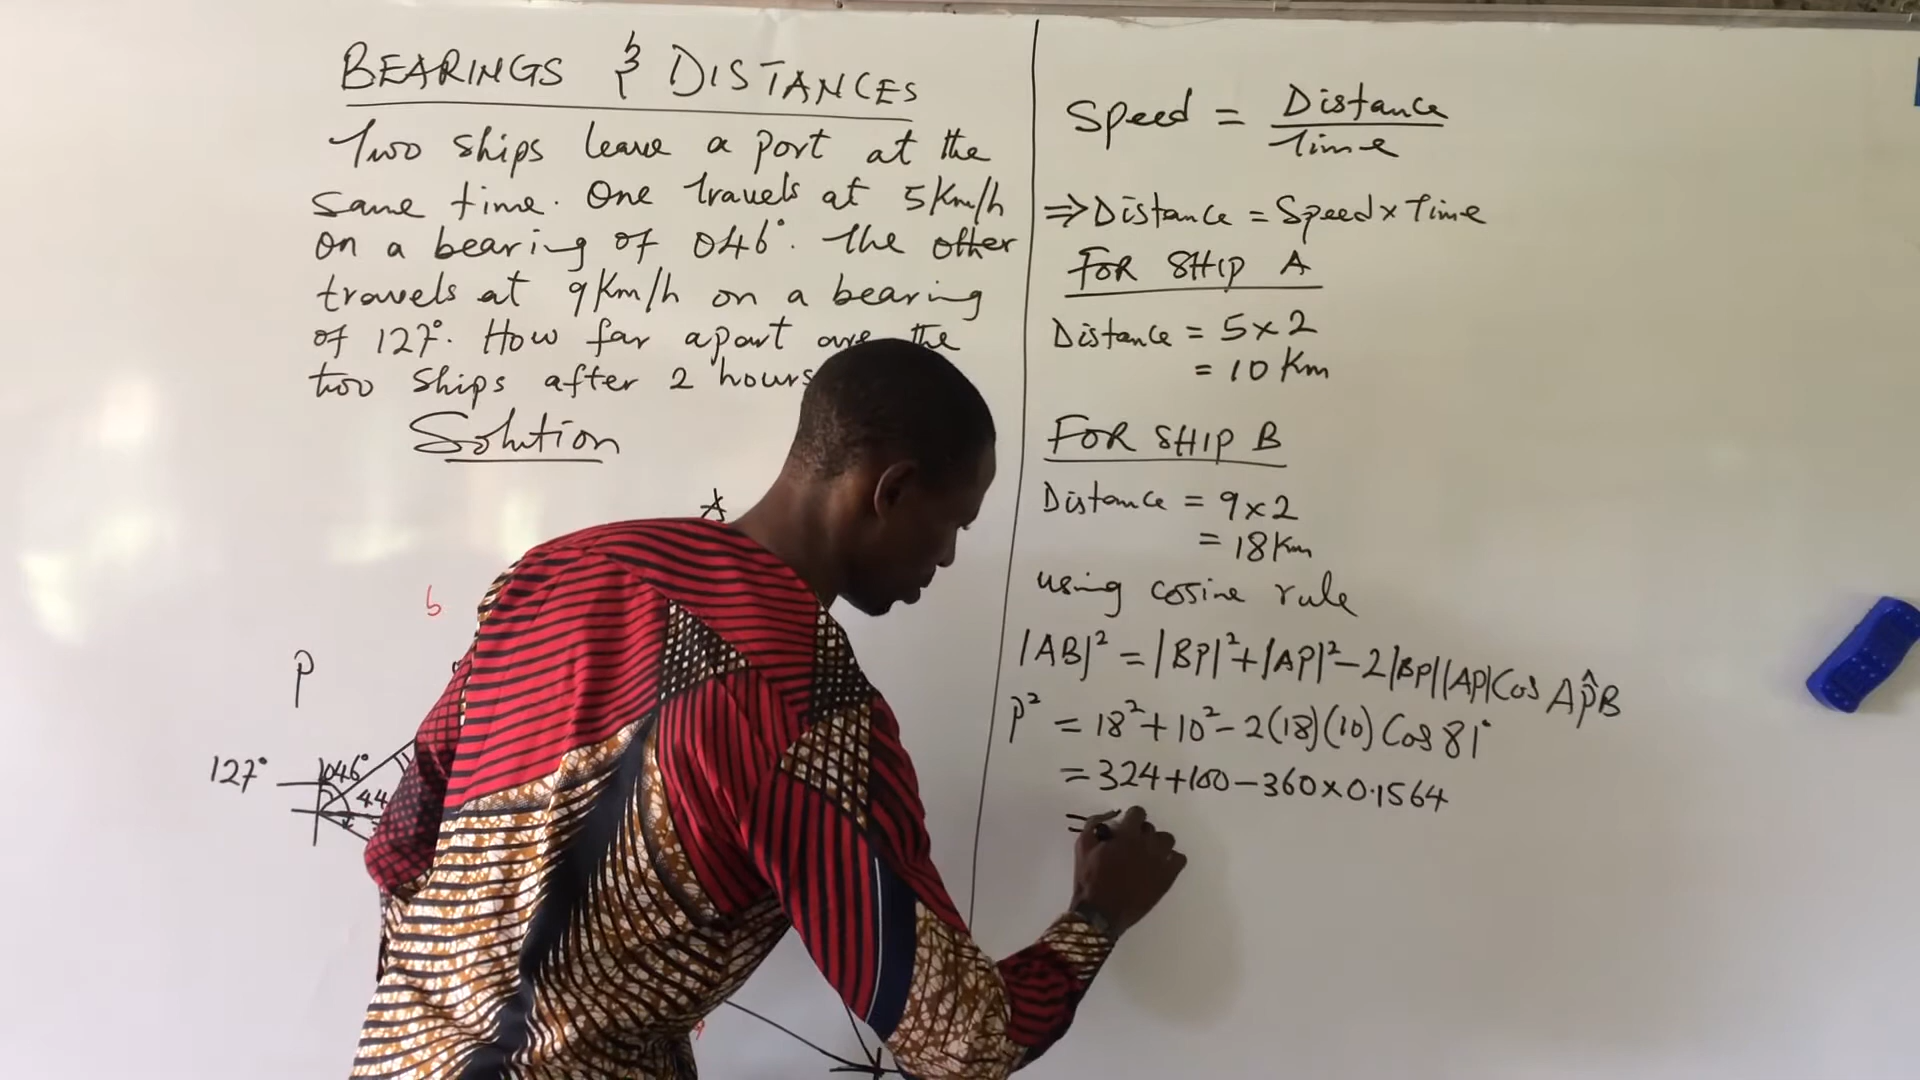 BEARINGS & DISTANCES
Two ships leave a port at the
same time. One travels at 5Km/h
on a bearing of 046°. The other
travels at 9Km/h on a bearing
of 127°. How far apart are the
two ships after 2 hours
Solution
A
b
P
127°
046°
44
Speed = Distance / Time
⇒ Distance = Speed × Time
FOR SHIP A
Distance = 5 × 2
= 10 Km
FOR SHIP B
Distance = 9 × 2
= 18Km
using cosine rule
|AB|² = |BP|² + |AP|² − 2|BP||AP|Cos AP̂B
P² = 18² + 10² − 2(18)(10) Cos 81°
= 324 + 100 − 360 × 0.1564
=